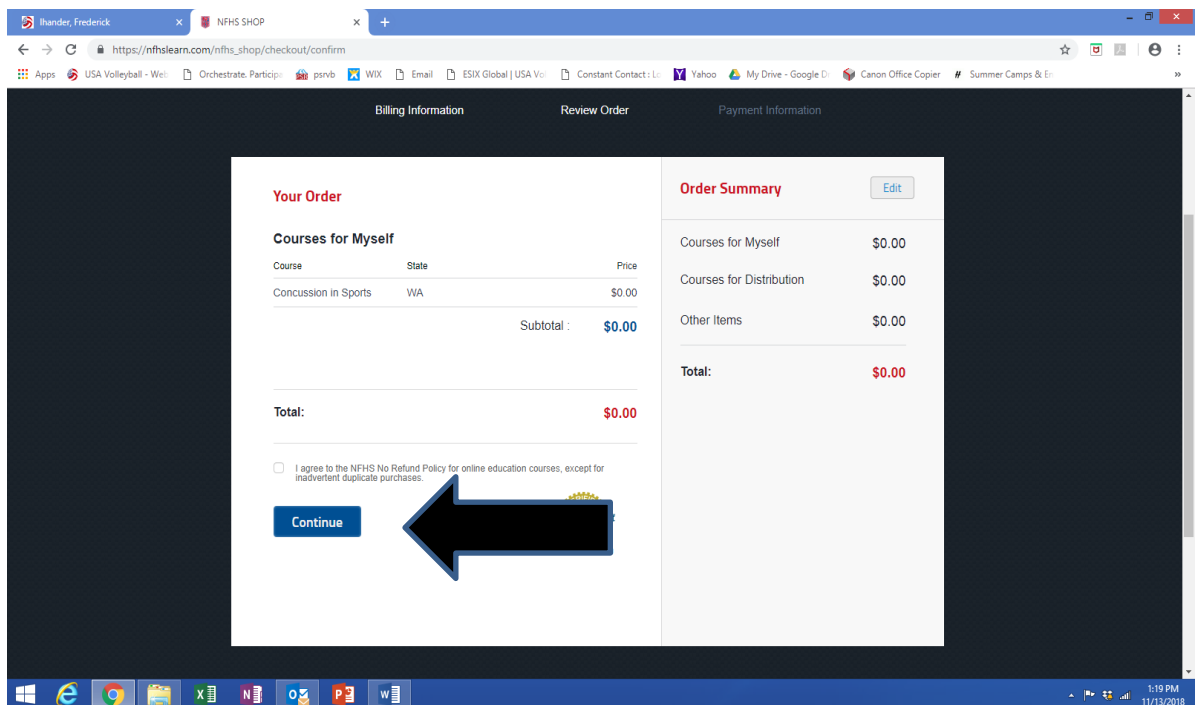 Ihander, Frederick
NFHS SHOP
https://nfhslearn.com/nfhs_shop/checkout/confirm
Apps
USA Volleyball - Web
Orchestrate. Participa
psrvb
WIX
Email
ESIX Global | USA Vol
Constant Contact : Lo
Yahoo
My Drive - Google Dr
Canon Office Copier
Summer Camps & En
Billing Information
Review Order
Payment Information
Your Order
Courses for Myself
Course State Price
Concussion in Sports WA $0.00
Subtotal : $0.00
Total: $0.00
I agree to the NFHS No Refund Policy for online education courses, except for
inadvertent duplicate purchases.
Continue
Order Summary
Edit
Courses for Myself $0.00
Courses for Distribution $0.00
Other Items $0.00
Total: $0.00
1:19 PM
11/13/2018